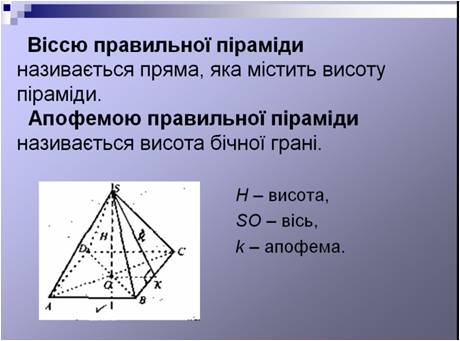 Віссю правильної піраміди
називається пряма, яка містить висоту
піраміди.
Апофемою правильної піраміди
називається висота бічної грані.
H – висота,
SO – вісь,
k – апофема.
S
H
k
D
C
O
K
A
B